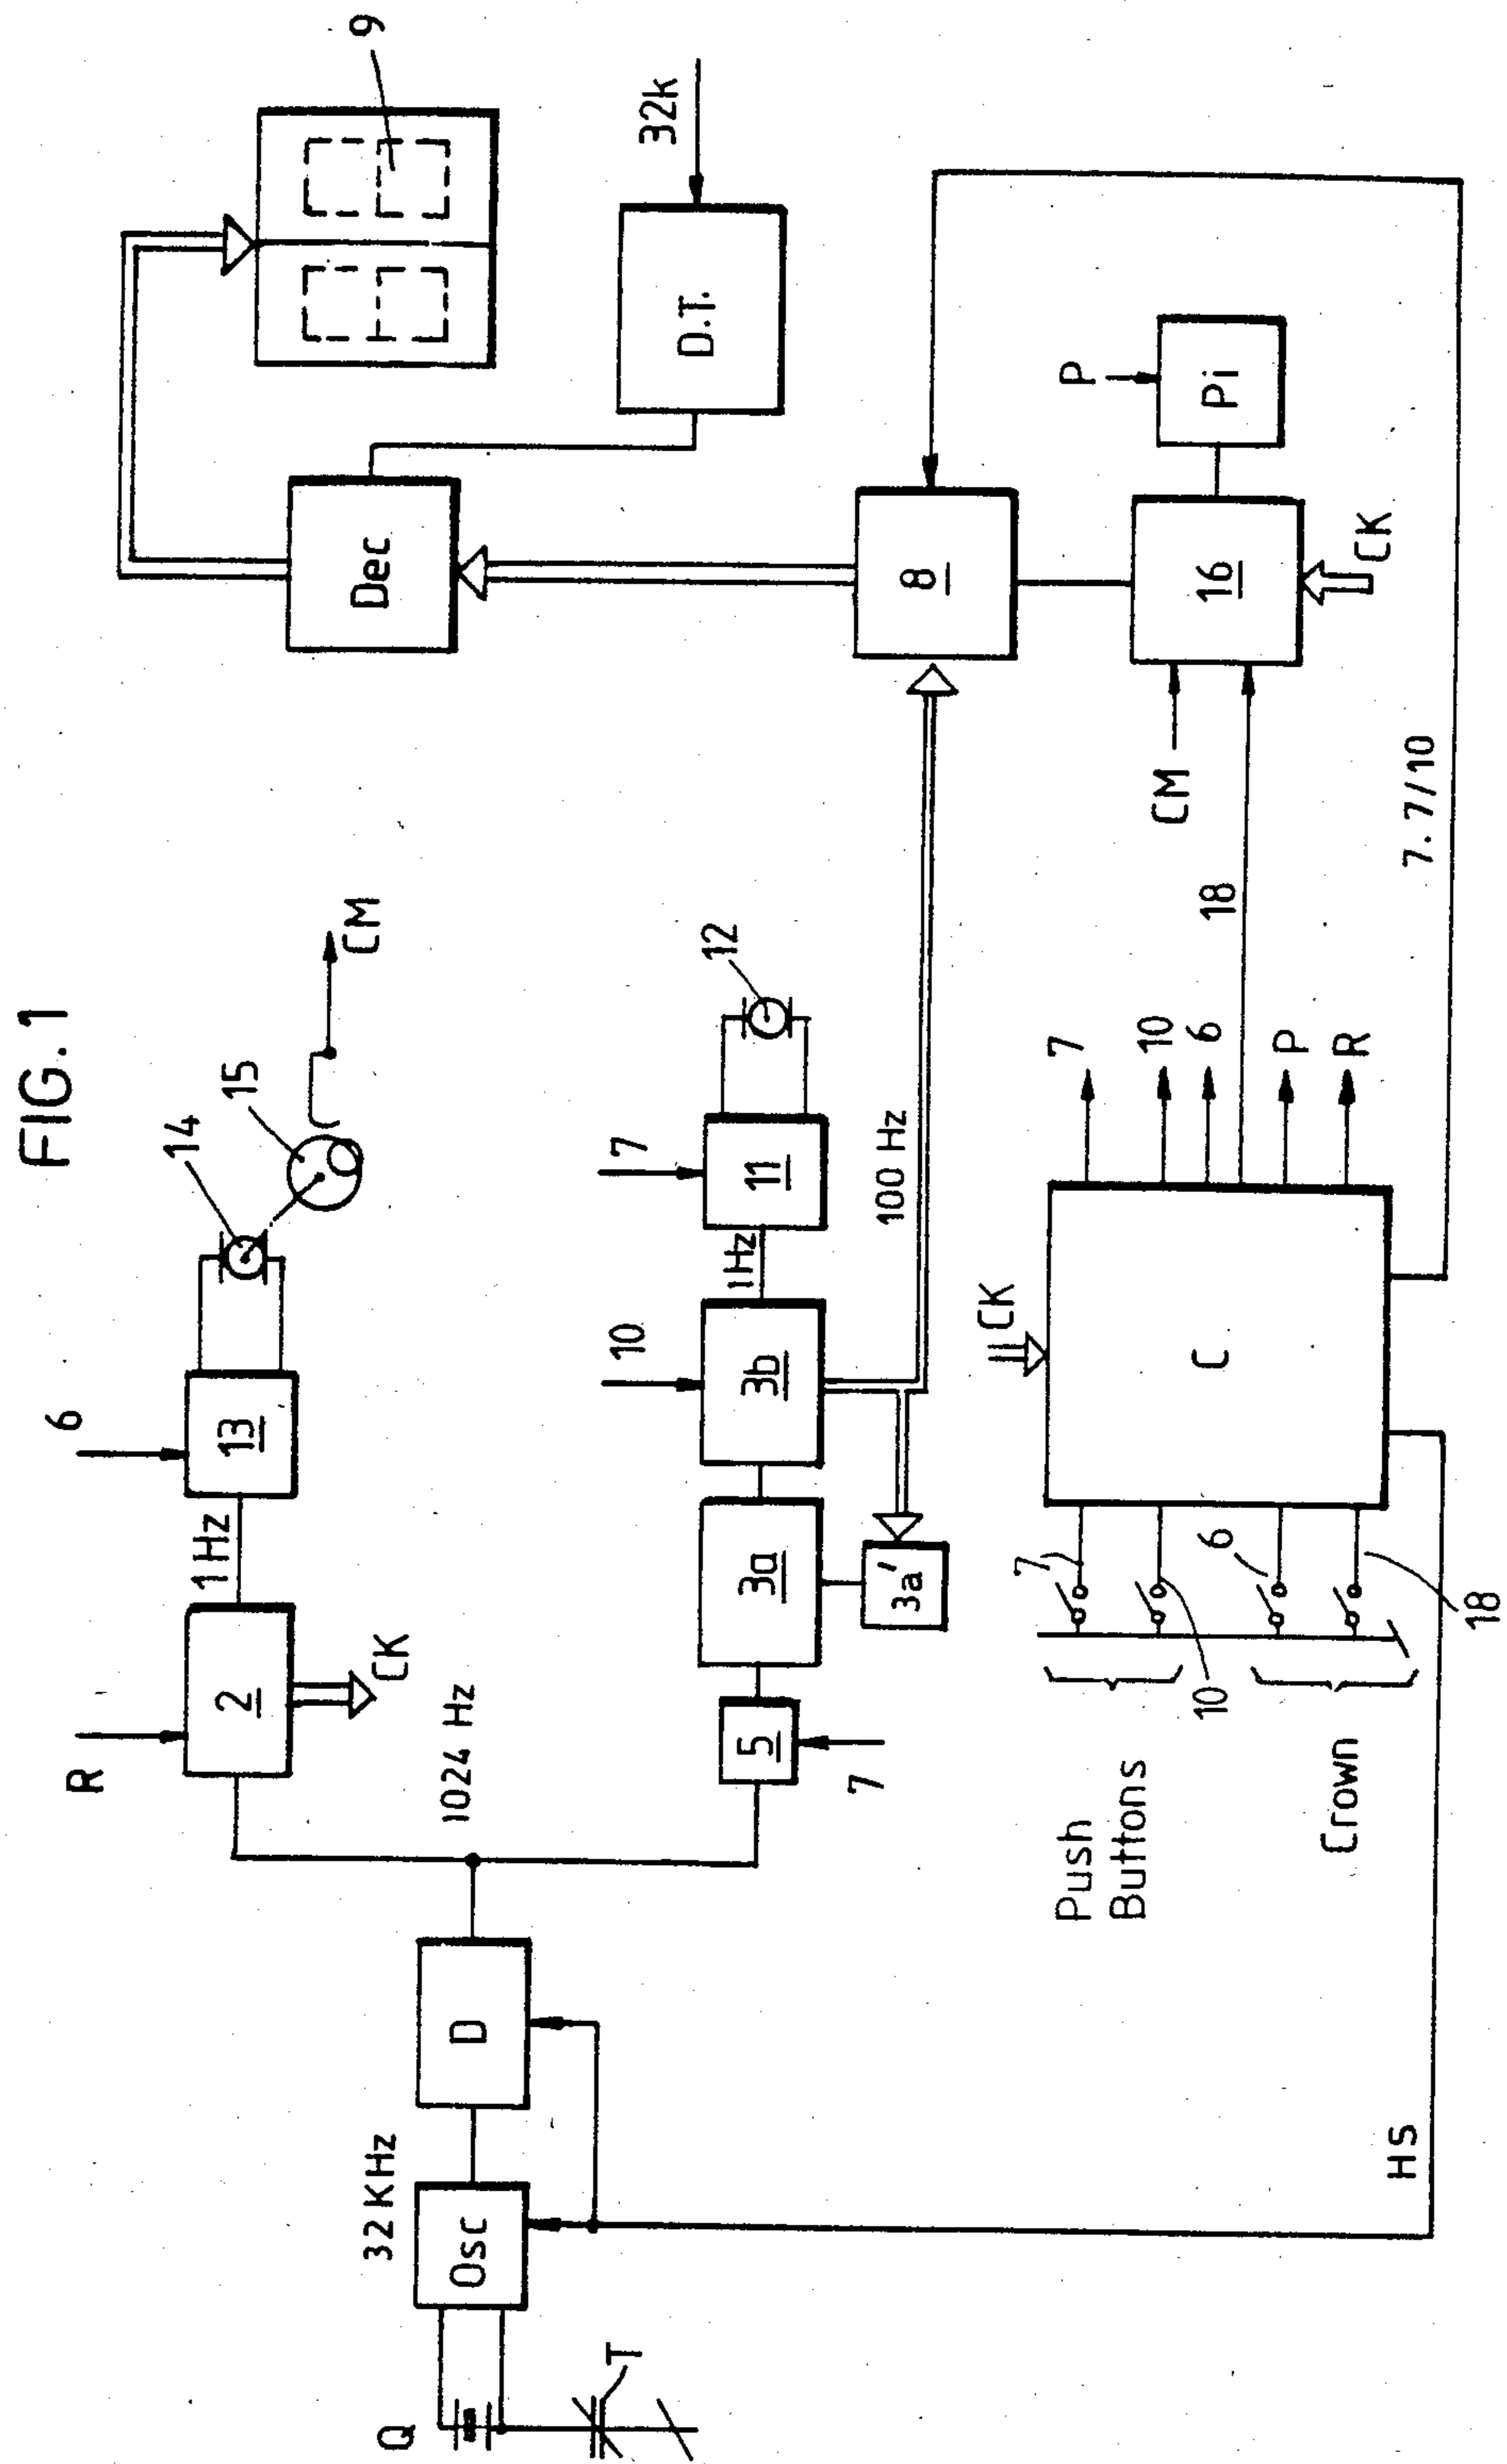 FIG. 1
9
R
6
14
15
CM
2
1 Hz
13
CK
32 KHz
Q
T
Osc
D
1024 Hz
Dec
D.T.
32k
10
7
5
3a
3b
1 Hz
11
12
7
3a'
100 Hz
8
CK
C
7
10
6
P
R
18
CM
16
CK
P
Pi
7
10
6
18
Push
Buttons
Crown
HS
7. 7/10